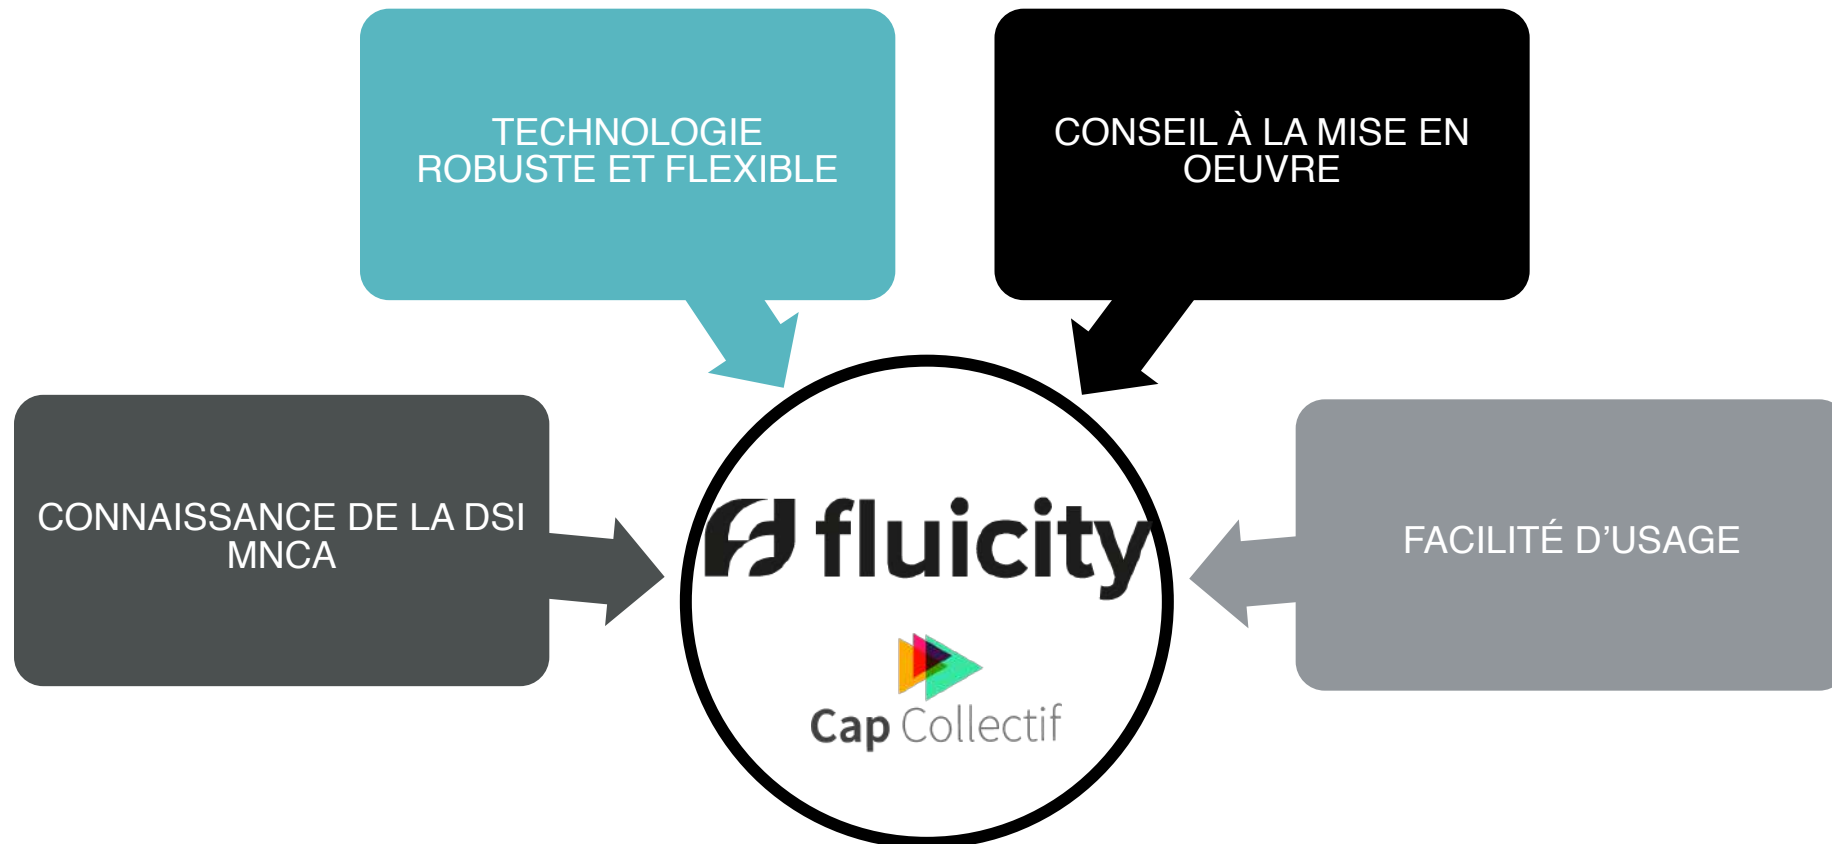 TECHNOLOGIE
ROBUSTE ET FLEXIBLE
CONSEIL À LA MISE EN
OEUVRE
CONNAISSANCE DE LA DSI
MNCA
FACILITÉ D’USAGE
fluicity
Cap Collectif